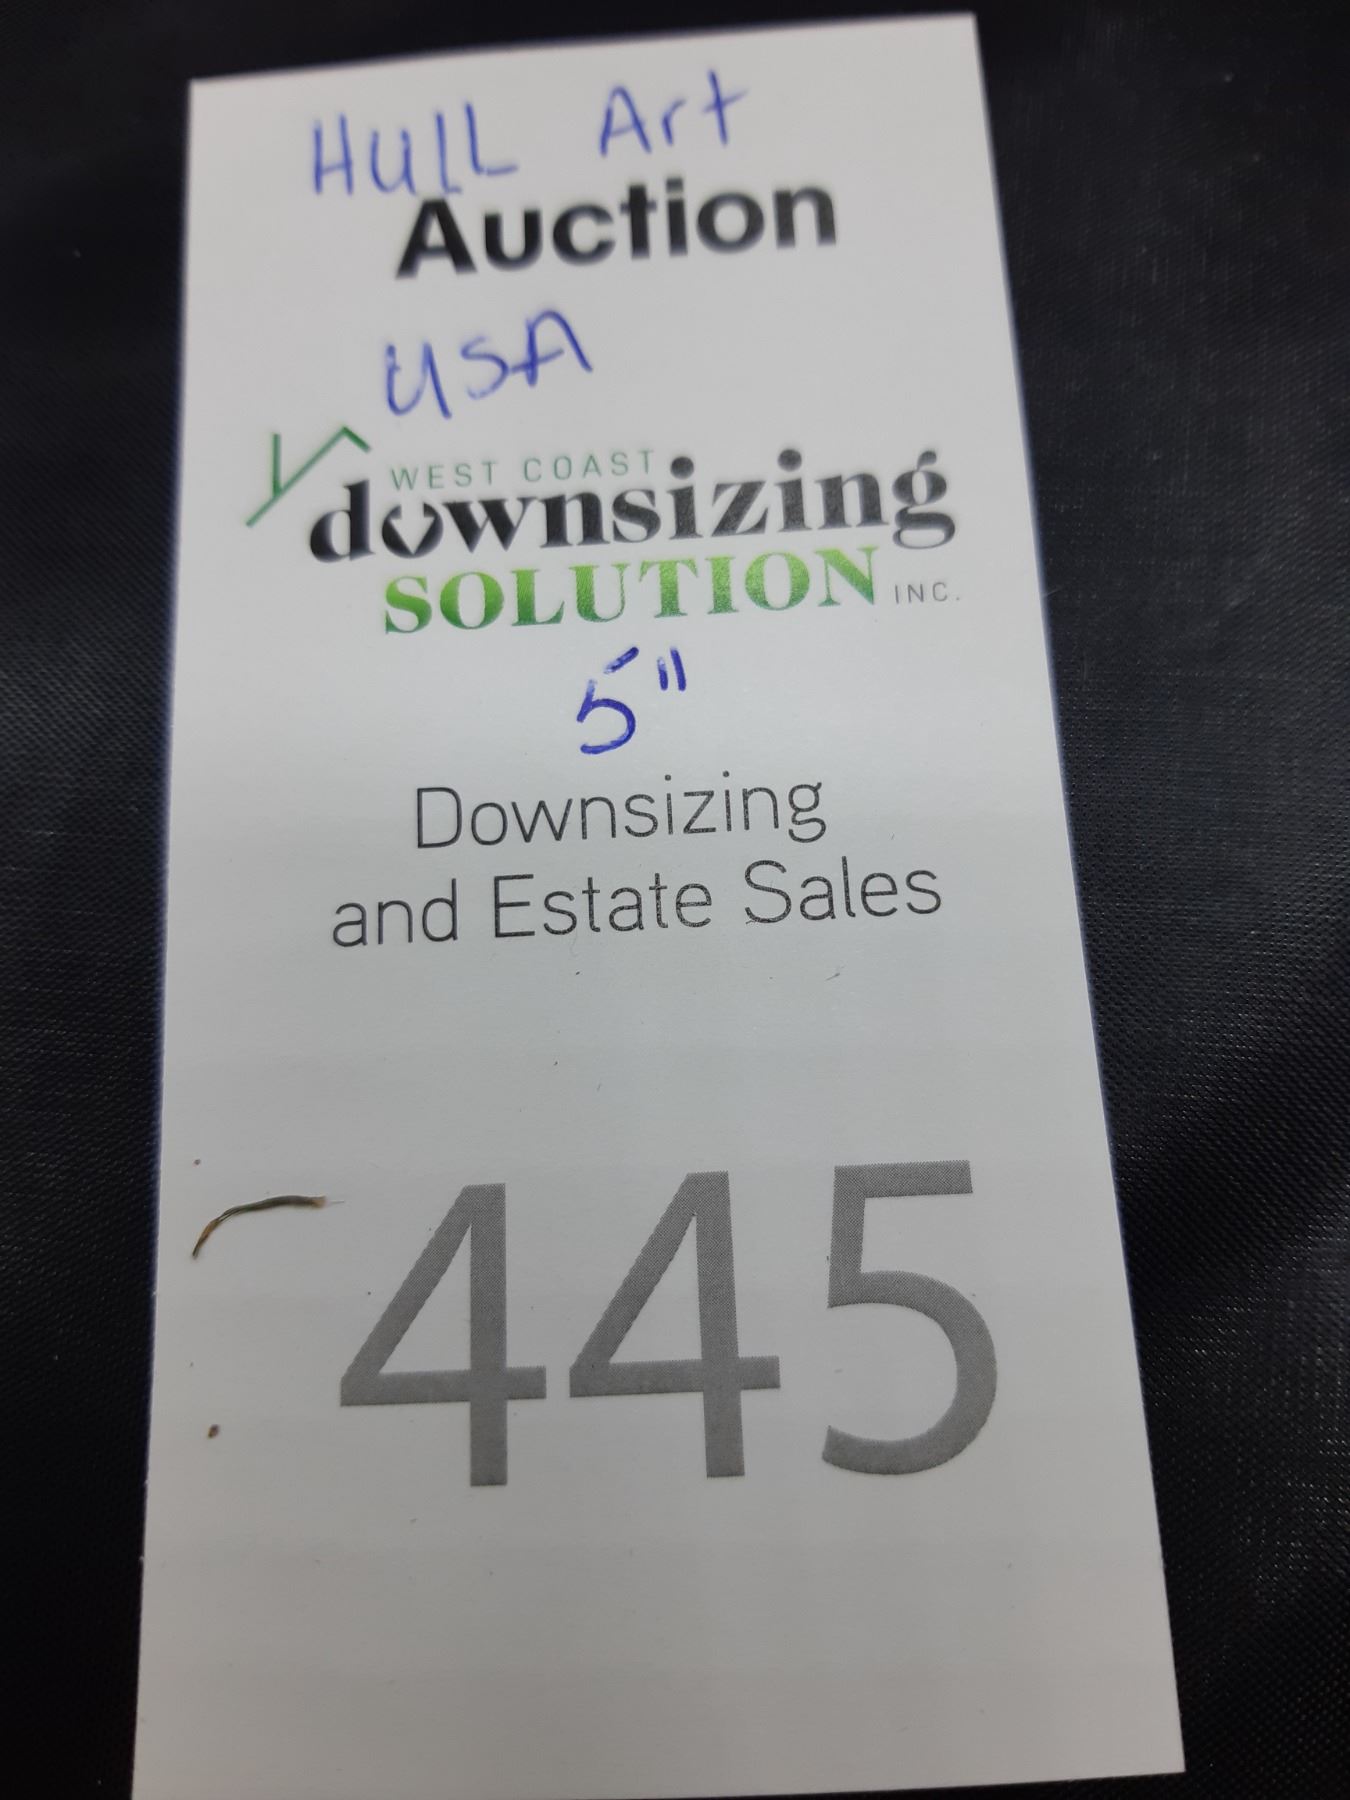 HULL Art
Auction
USA
WEST COAST
downsizing
SOLUTION INC.
5"
Downsizing
and Estate Sales
445